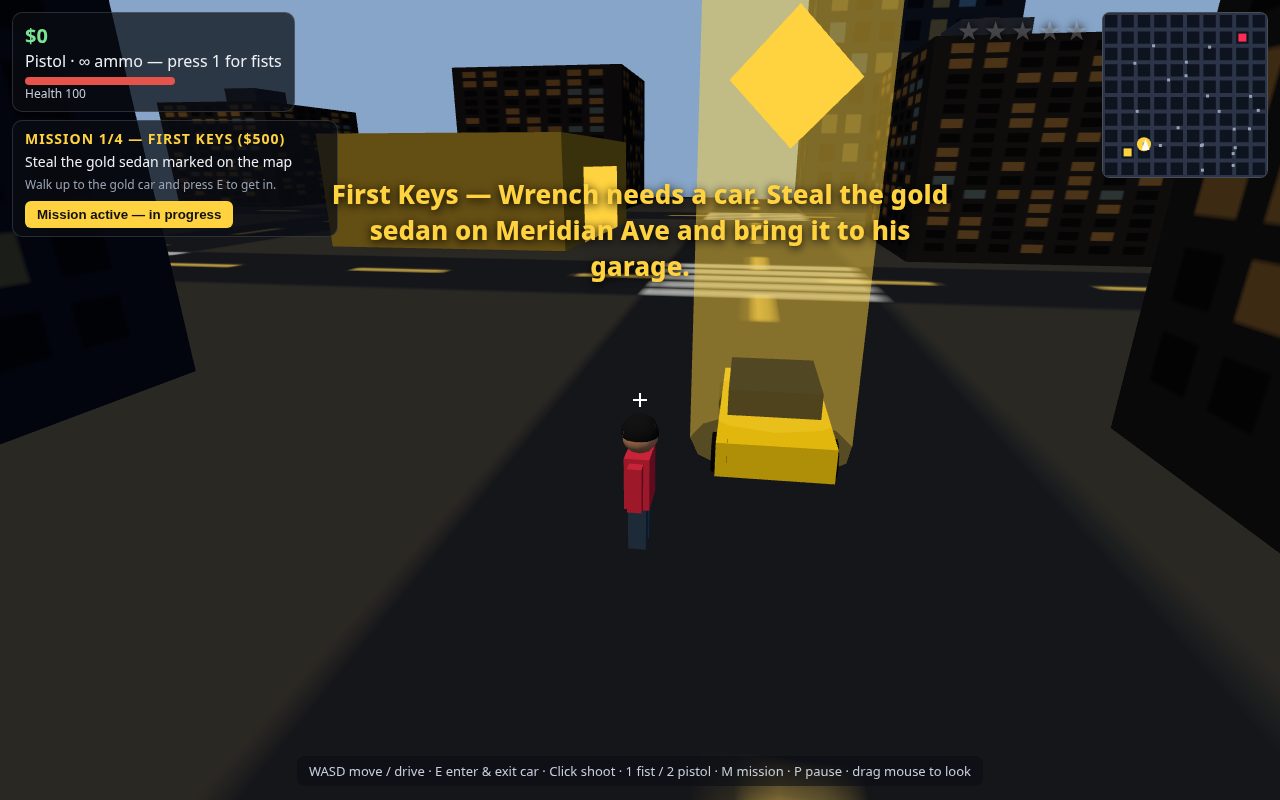 $0
Pistol · ∞ ammo — press 1 for fists
Health 100
MISSION 1/4 — FIRST KEYS ($500)
Steal the gold sedan marked on the map
Walk up to the gold car and press E to get in.
Mission active — in progress
First Keys — Wrench needs a car. Steal the gold
sedan on Meridian Ave and bring it to his
garage.
WASD move / drive · E enter & exit car · Click shoot · 1 fist / 2 pistol · M mission · P pause · drag mouse to look